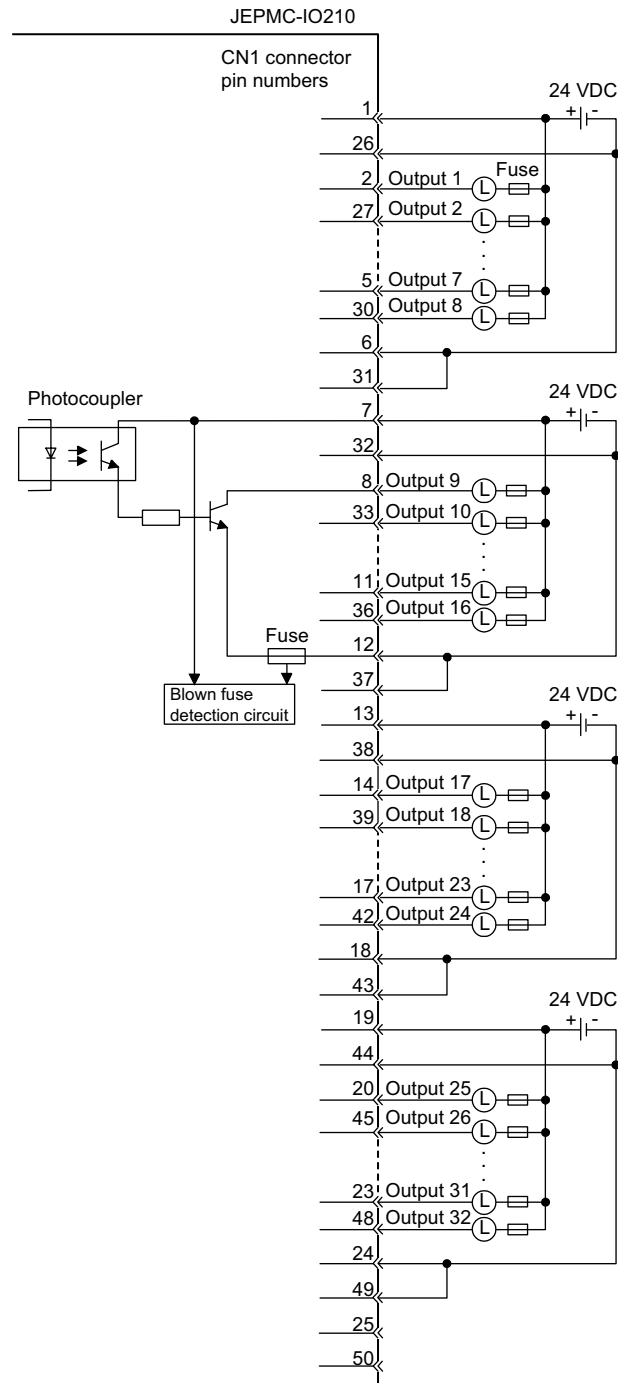 JEPMC-IO210
CN1 connector
pin numbers
24 VDC
1
+ -
26
Fuse
2 Output 1 L
27 Output 2 L
5 Output 7 L
30 Output 8 L
6
31
24 VDC
Photocoupler
7
+ -
32
8 Output 9 L
33 Output 10 L
11 Output 15 L
36 Output 16 L
Fuse
12
37
Blown fuse
detection circuit
24 VDC
13
+ -
38
14 Output 17 L
39 Output 18 L
17 Output 23 L
42 Output 24 L
18
43
24 VDC
19
+ -
44
20 Output 25 L
45 Output 26 L
23 Output 31 L
48 Output 32 L
24
49
25
50